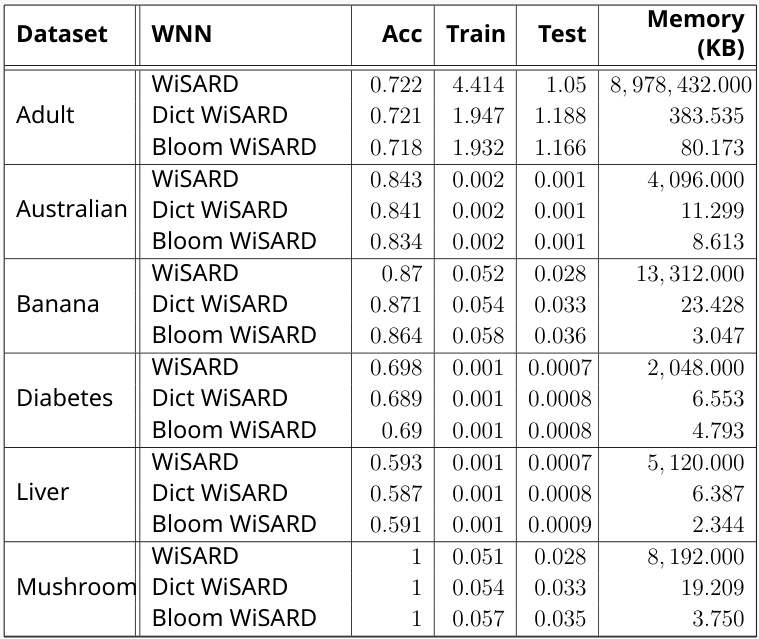 Dataset WNN Acc Train Test Memory (KB)
WiSARD 0.722 4.414 1.05 8,978,432.000
Adult Dict WiSARD 0.721 1.947 1.188 383.535
Bloom WiSARD 0.718 1.932 1.166 80.173
WiSARD 0.843 0.002 0.001 4,096.000
Australian Dict WiSARD 0.841 0.002 0.001 11.299
Bloom WiSARD 0.834 0.002 0.001 8.613
WiSARD 0.87 0.052 0.028 13,312.000
Banana Dict WiSARD 0.871 0.054 0.033 23.428
Bloom WiSARD 0.864 0.058 0.036 3.047
WiSARD 0.698 0.001 0.0007 2,048.000
Diabetes Dict WiSARD 0.689 0.001 0.0008 6.553
Bloom WiSARD 0.69 0.001 0.0008 4.793
WiSARD 0.593 0.001 0.0007 5,120.000
Liver Dict WiSARD 0.587 0.001 0.0008 6.387
Bloom WiSARD 0.591 0.001 0.0009 2.344
WiSARD 1 0.051 0.028 8,192.000
Mushroom Dict WiSARD 1 0.054 0.033 19.209
Bloom WiSARD 1 0.057 0.035 3.750